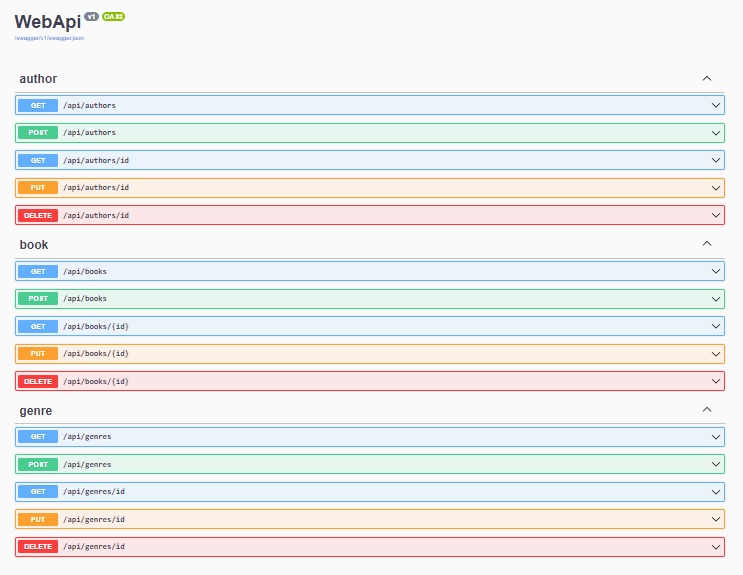 WebApi v1 OAS3
/swagger/v1/swagger.json
author
GET /api/authors
POST /api/authors
GET /api/authors/id
PUT /api/authors/id
DELETE /api/authors/id
book
GET /api/books
POST /api/books
GET /api/books/{id}
PUT /api/books/{id}
DELETE /api/books/{id}
genre
GET /api/genres
POST /api/genres
GET /api/genres/id
PUT /api/genres/id
DELETE /api/genres/id